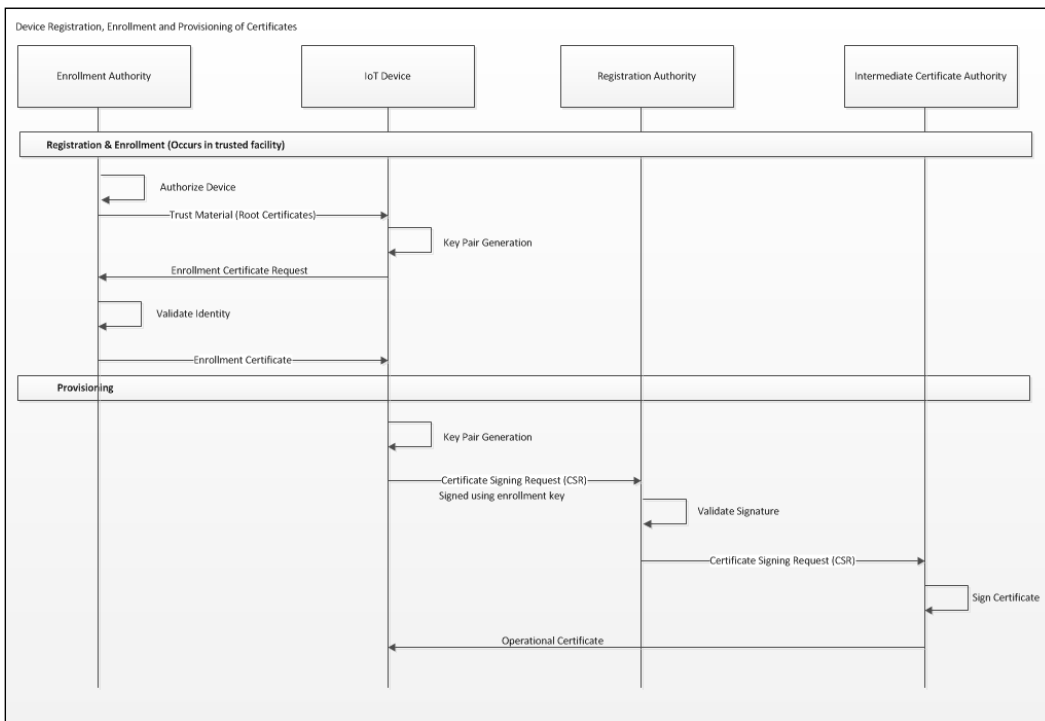 Device Registration, Enrollment and Provisioning of Certificates
Enrollment Authority
IoT Device
Registration Authority
Intermediate Certificate Authority
Registration & Enrollment (Occurs in trusted facility)
Authorize Device
Trust Material (Root Certificates)
Key Pair Generation
Enrollment Certificate Request
Validate Identity
Enrollment Certificate
Provisioning
Key Pair Generation
Certificate Signing Request (CSR)
Signed using enrollment key
Validate Signature
Certificate Signing Request (CSR)
Sign Certificate
Operational Certificate